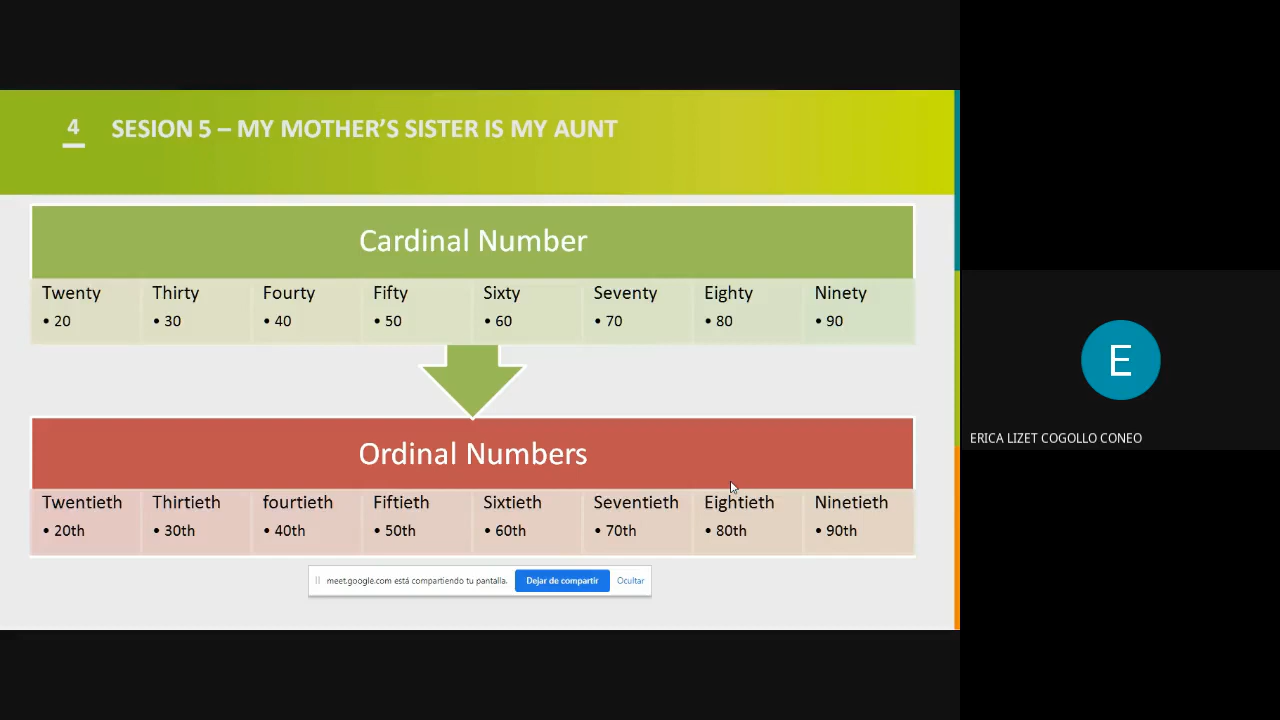 4 SESION 5 – MY MOTHER'S SISTER IS MY AUNT
Cardinal Number
Twenty Thirty Fourty Fifty Sixty Seventy Eighty Ninety
• 20 • 30 • 40 • 50 • 60 • 70 • 80 • 90
Ordinal Numbers
Twentieth Thirtieth fourtieth Fiftieth Sixtieth Seventieth Eightieth Ninetieth
• 20th • 30th • 40th • 50th • 60th • 70th • 80th • 90th
meet.google.com está compartiendo tu pantalla. Dejar de compartir Ocultar
E
ERICA LIZET COGOLLO CONEO